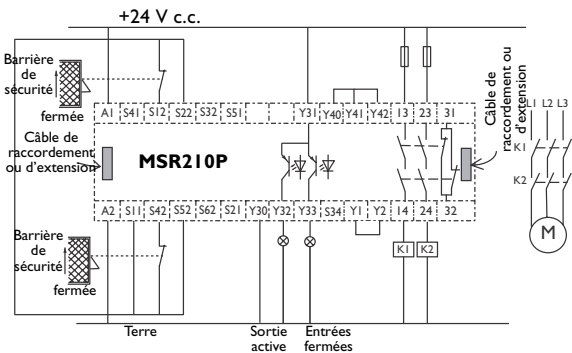 +24 V c.c.
Barrière
de
sécurité
fermée
A1 S41 S12 S22 S32 S51 Y31 Y40 Y41 Y42 13 23 31
Câble de
raccordement
ou d'extension
MSR210P
Câble de
raccordement ou
d'extension
L1 L2 L3
K1
K2
M
A2 S11 S42 S52 S62 S21 Y30 Y32 Y33 S34 Y1 Y2 14 24 32
Barrière
de
sécurité
fermée
K1 K2
Terre
Sortie
active
Entrées
fermées